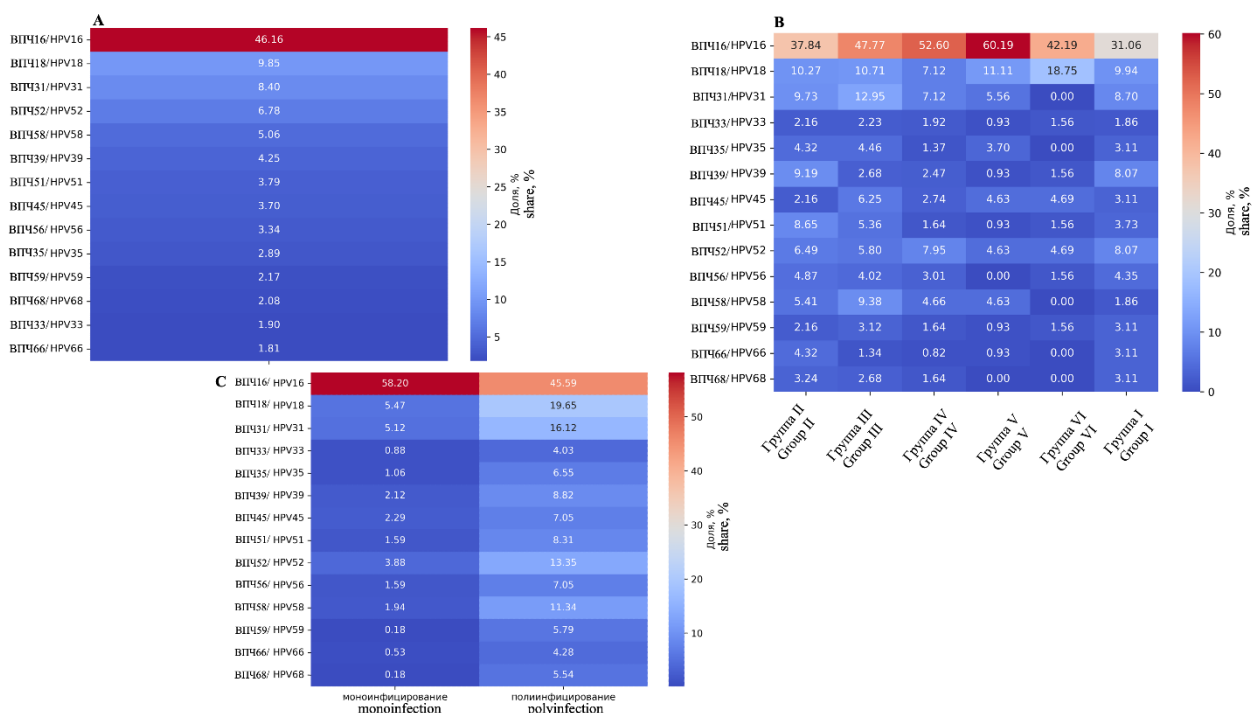 A
ВПЧ16/HPV16 46.16
ВПЧ18/HPV18 9.85
ВПЧ31/HPV31 8.40
ВПЧ52/HPV52 6.78
ВПЧ58/HPV58 5.06
ВПЧ39/HPV39 4.25
ВПЧ51/HPV51 3.79
ВПЧ45/HPV45 3.70
ВПЧ56/HPV56 3.34
ВПЧ35/HPV35 2.89
ВПЧ59/HPV59 2.17
ВПЧ68/HPV68 2.08
ВПЧ33/HPV33 1.90
ВПЧ66/HPV66 1.81
45
40
35
30
25
20
15
10
5
Доля, %
share, %
B
ВПЧ16/HPV16 37.84 47.77 52.60 60.19 42.19 31.06
ВПЧ18/HPV18 10.27 10.71 7.12 11.11 18.75 9.94
ВПЧ31/HPV31 9.73 12.95 7.12 5.56 0.00 8.70
ВПЧ33/HPV33 2.16 2.23 1.92 0.93 1.56 1.86
ВПЧ35/HPV35 4.32 4.46 1.37 3.70 0.00 3.11
ВПЧ39/HPV39 9.19 2.68 2.47 0.93 1.56 8.07
ВПЧ45/HPV45 2.16 6.25 2.74 4.63 4.69 3.11
ВПЧ51/HPV51 8.65 5.36 1.64 0.93 1.56 3.73
ВПЧ52/HPV52 6.49 5.80 7.95 4.63 4.69 8.07
ВПЧ56/HPV56 4.87 4.02 3.01 0.00 1.56 4.35
ВПЧ58/HPV58 5.41 9.38 4.66 4.63 0.00 1.86
ВПЧ59/HPV59 2.16 3.12 1.64 0.93 1.56 3.11
ВПЧ66/HPV66 4.32 1.34 0.82 0.93 0.00 3.11
ВПЧ68/HPV68 3.24 2.68 1.64 0.00 0.00 3.11
Группа II
Group II
Группа III
Group III
Группа IV
Group IV
Группа V
Group V
Группа VI
Group VI
Группа I
Group I
60
50
40
30
20
10
0
Доля, %
share, %
C
ВПЧ16/ HPV16 58.20 45.59
ВПЧ18/ HPV18 5.47 19.65
ВПЧ31/ HPV31 5.12 16.12
ВПЧ33/ HPV33 0.88 4.03
ВПЧ35/ HPV35 1.06 6.55
ВПЧ39/ HPV39 2.12 8.82
ВПЧ45/ HPV45 2.29 7.05
ВПЧ51/ HPV51 1.59 8.31
ВПЧ52/ HPV52 3.88 13.35
ВПЧ56/ HPV56 1.59 7.05
ВПЧ58/ HPV58 1.94 11.34
ВПЧ59/ HPV59 0.18 5.79
ВПЧ66/ HPV66 0.53 4.28
ВПЧ68/ HPV68 0.18 5.54
моноинфицирование полиинфицирование
monoinfection polvinfection
50
40
30
20
10
Доля, %
share, %